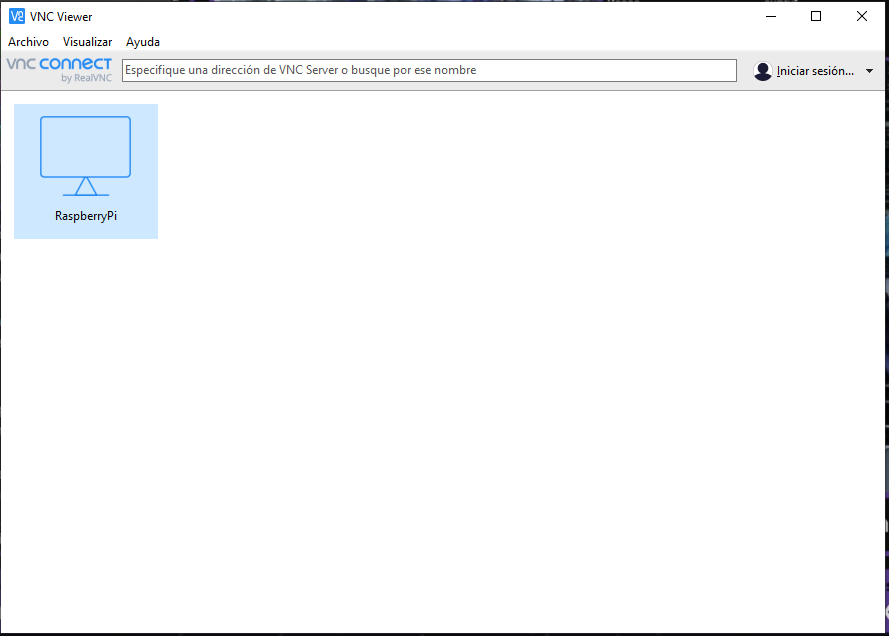 VNC Viewer
Archivo Visualizar Ayuda
VNC CONNECT
by RealVNC
Especifique una dirección de VNC Server o busque por ese nombre
Iniciar sesión...
RaspberryPi